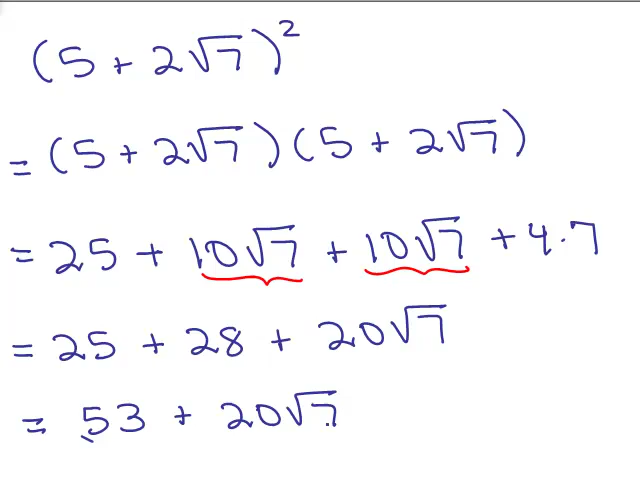 (5 + 2√7)²
= (5 + 2√7)(5 + 2√7)
= 25 + 10√7 + 10√7 + 4·7
= 25 + 28 + 20√7
= 53 + 20√7